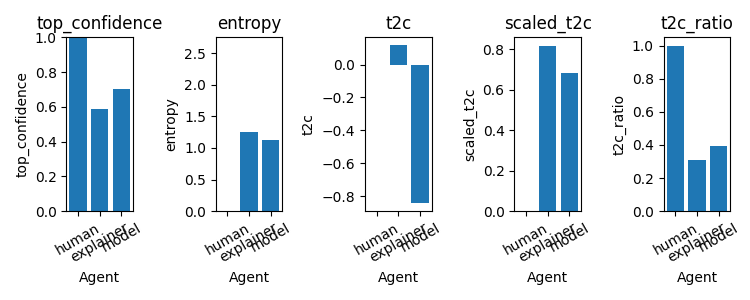 top_confidence
top_confidence
1.0
0.8
0.6
0.4
0.2
0.0
human
explainer
model
Agent
entropy
entropy
2.5
2.0
1.5
1.0
0.5
0.0
human
explainer
model
Agent
t2c
t2c
0.0
−0.2
−0.4
−0.6
−0.8
human
explainer
model
Agent
scaled_t2c
scaled_t2c
0.8
0.6
0.4
0.2
0.0
human
explainer
model
Agent
t2c_ratio
t2c_ratio
1.0
0.8
0.6
0.4
0.2
0.0
human
explainer
model
Agent